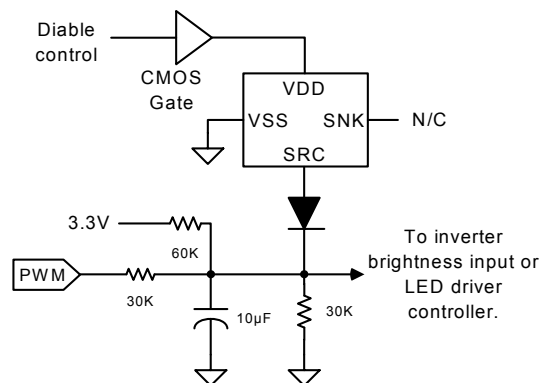 Diable
control
CMOS
Gate
VDD
VSS
SNK
N/C
SRC
3.3V
60K
PWM
30K
10µF
30K
To inverter
brightness input or
LED driver
controller.